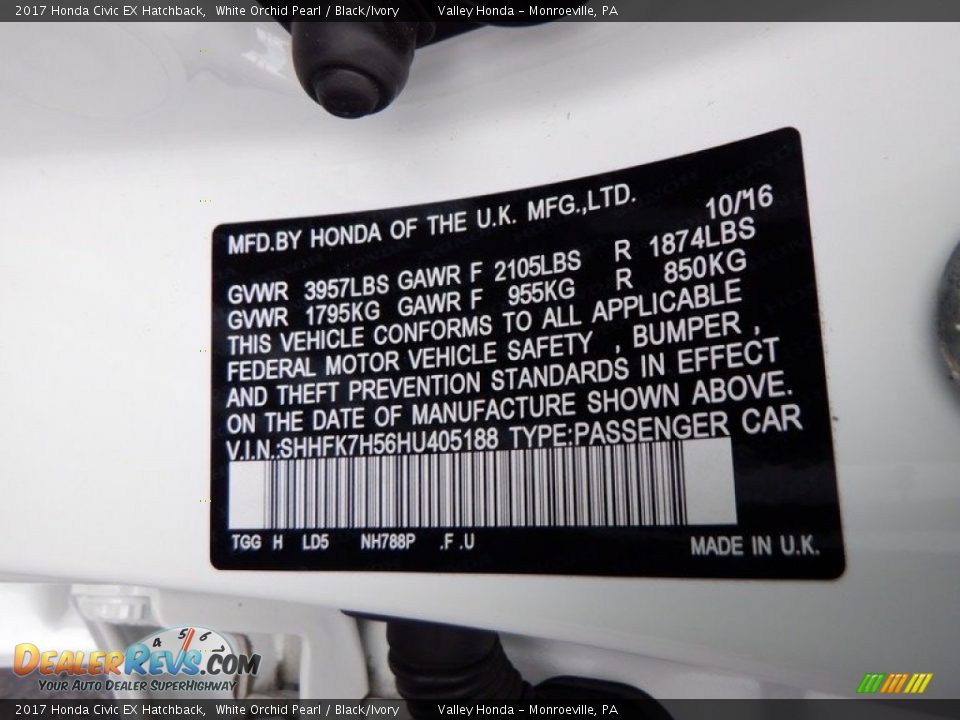 2017 Honda Civic EX Hatchback, White Orchid Pearl / Black/Ivory Valley Honda - Monroeville, PA
MFD.BY HONDA OF THE U.K. MFG.,LTD. 10/'16
GVWR 3957LBS GAWR F 2105LBS R 1874LBS
GVWR 1795KG GAWR F 955KG R 850KG
THIS VEHICLE CONFORMS TO ALL APPLICABLE
FEDERAL MOTOR VEHICLE SAFETY , BUMPER ,
AND THEFT PREVENTION STANDARDS IN EFFECT
ON THE DATE OF MANUFACTURE SHOWN ABOVE.
V.I.N.:SHHFK7H56HU405188 TYPE:PASSENGER CAR
TGG H LD5 NH788P .F .U MADE IN U.K.
4 5 6
DEALERREVS.COM
YOUR AUTO DEALER SUPERHIGHWAY
2017 Honda Civic EX Hatchback, White Orchid Pearl / Black/Ivory Valley Honda - Monroeville, PA